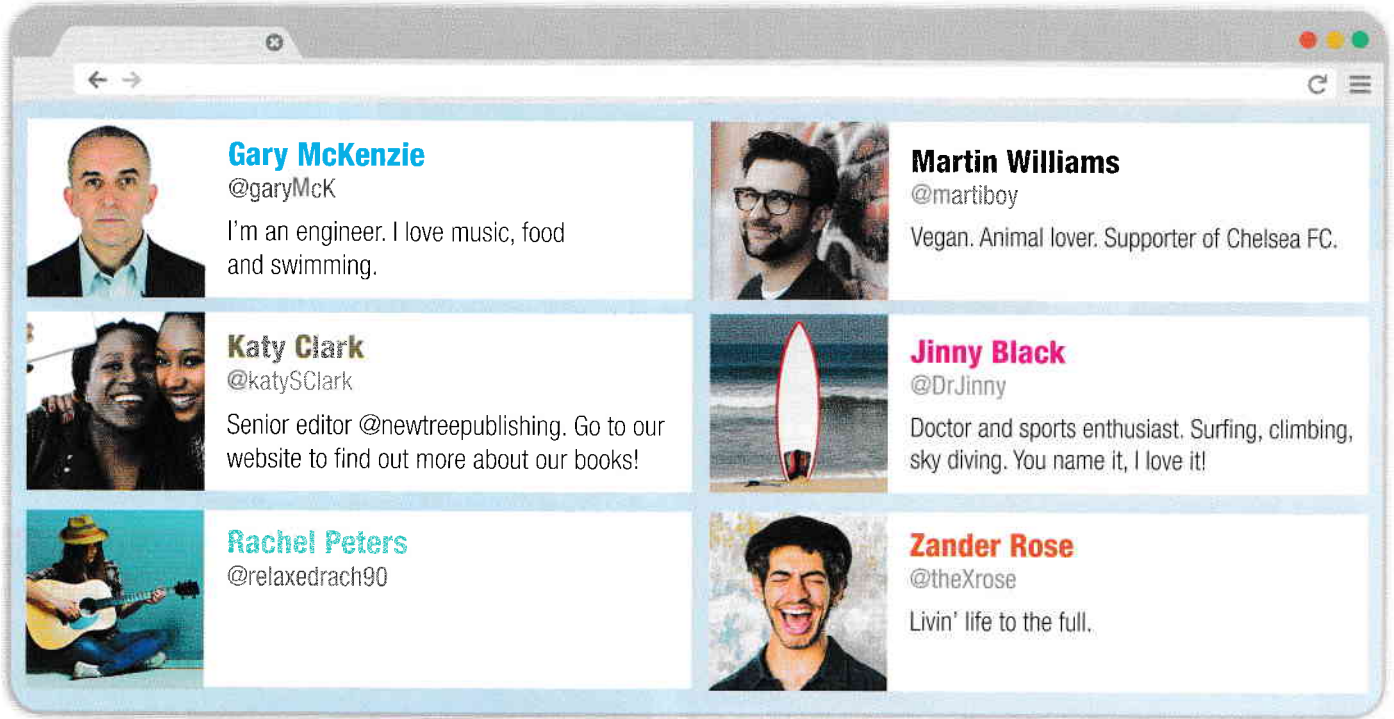 Gary McKenzie
@garyMcK
I'm an engineer. I love music, food
and swimming.
Martin Williams
@martiboy
Vegan. Animal lover. Supporter of Chelsea FC.
Katy Clark
@katySClark
Senior editor @newtreepublishing. Go to our
website to find out more about our books!
Jinny Black
@DrJinny
Doctor and sports enthusiast. Surfing, climbing,
sky diving. You name it, I love it!
Rachel Peters
@relaxedrach90
Zander Rose
@theXrose
Livin' life to the full.